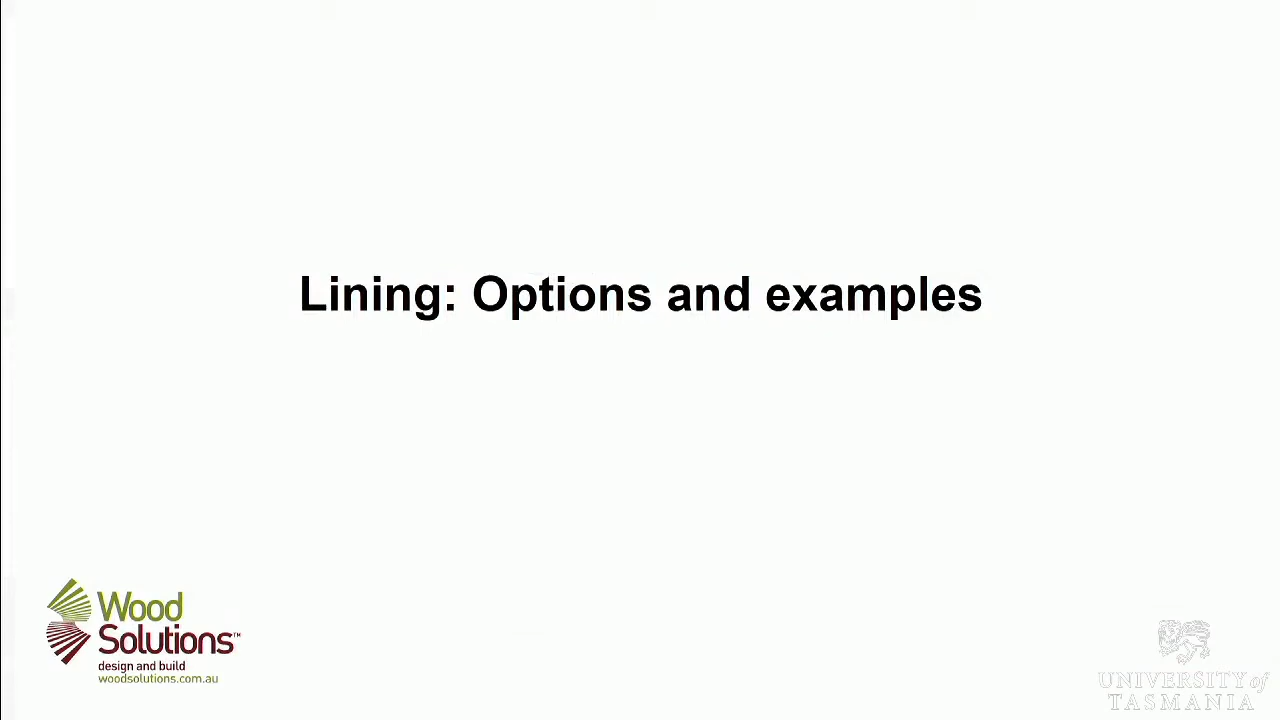 Lining: Options and examples
Wood
Solutions™
design and build
woodsolutions.com.au
UNIVERSITY of
TASMANIA